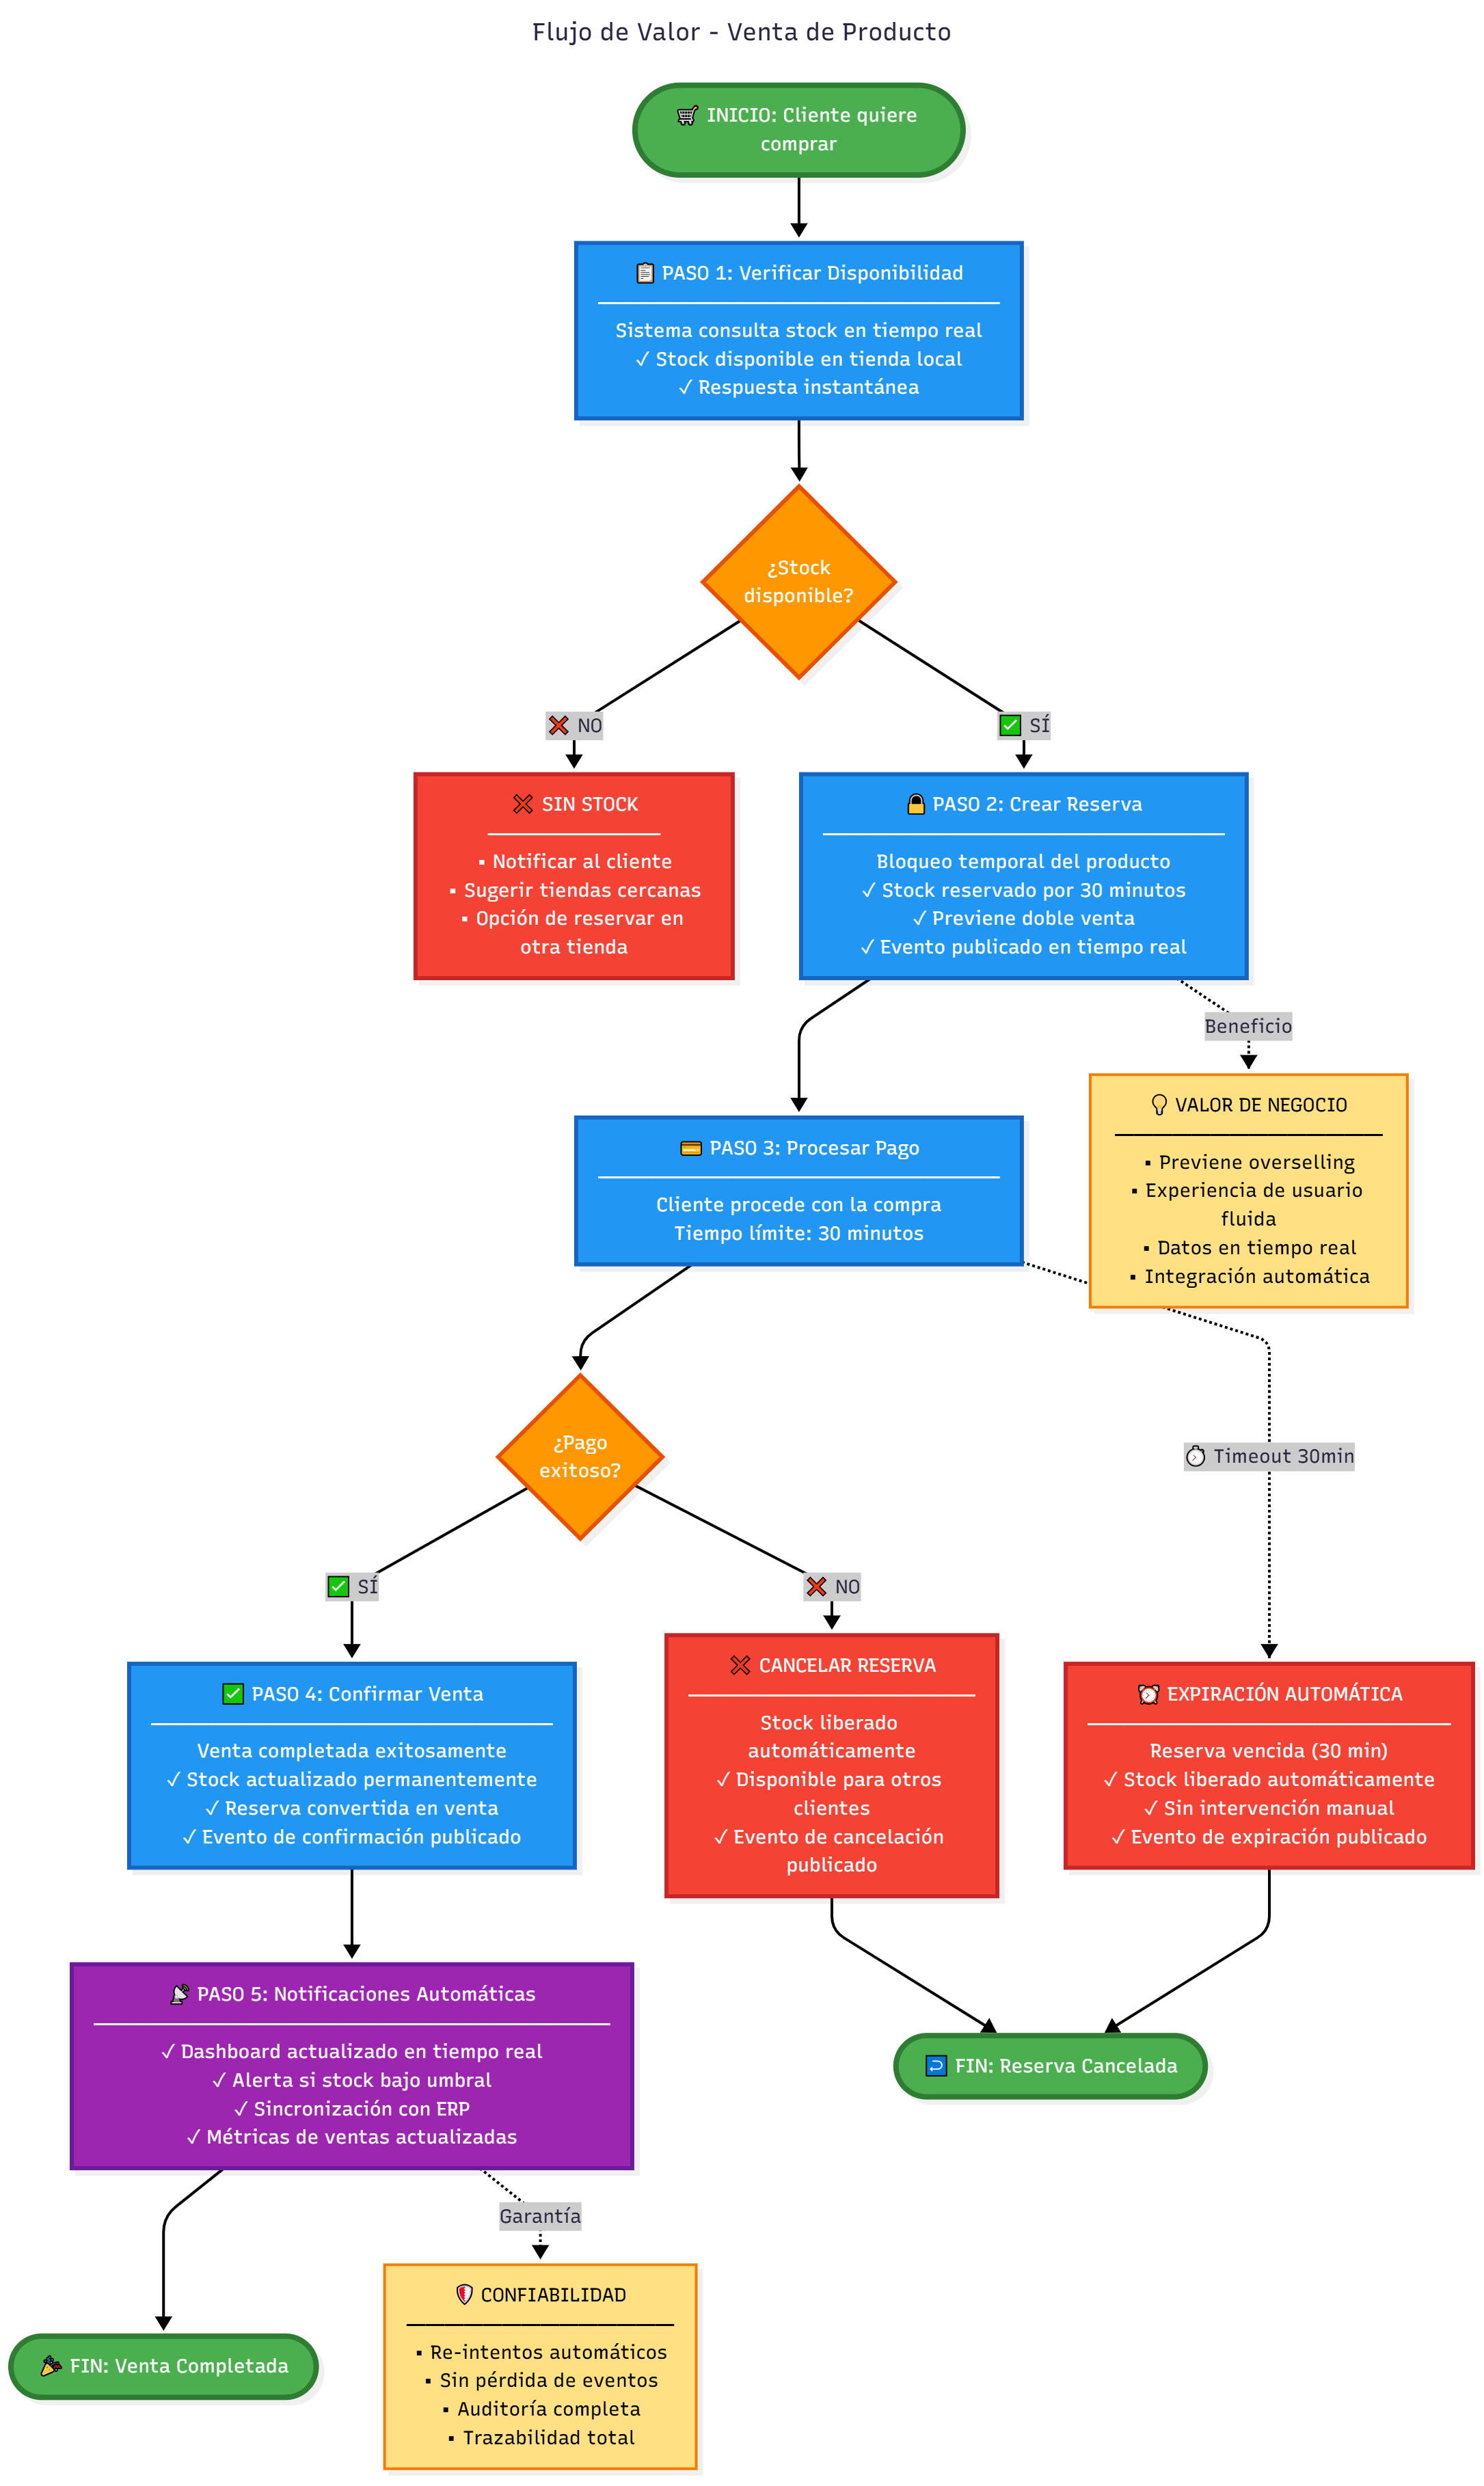 Flujo de Valor - Venta de Producto
🛒 INICIO: Cliente quiere
comprar
📋 PASO 1: Verificar Disponibilidad
Sistema consulta stock en tiempo real
✓ Stock disponible en tienda local
✓ Respuesta instantánea
¿Stock
disponible?
❌ NO
✅ SÍ
❌ SIN STOCK
▪ Notificar al cliente
▪ Sugerir tiendas cercanas
▪ Opción de reservar en
otra tienda
🔒 PASO 2: Crear Reserva
Bloqueo temporal del producto
✓ Stock reservado por 30 minutos
✓ Previene doble venta
✓ Evento publicado en tiempo real
Beneficio
💡 VALOR DE NEGOCIO
▪ Previene overselling
▪ Experiencia de usuario
fluida
▪ Datos en tiempo real
▪ Integración automática
💳 PASO 3: Procesar Pago
Cliente procede con la compra
Tiempo límite: 30 minutos
¿Pago
exitoso?
⏱ Timeout 30min
✅ SÍ
❌ NO
✅ PASO 4: Confirmar Venta
Venta completada exitosamente
✓ Stock actualizado permanentemente
✓ Reserva convertida en venta
✓ Evento de confirmación publicado
❌ CANCELAR RESERVA
Stock liberado
automáticamente
✓ Disponible para otros
clientes
✓ Evento de cancelación
publicado
⏰ EXPIRACIÓN AUTOMÁTICA
Reserva vencida (30 min)
✓ Stock liberado automáticamente
✓ Sin intervención manual
✓ Evento de expiración publicado
📡 PASO 5: Notificaciones Automáticas
✓ Dashboard actualizado en tiempo real
✓ Alerta si stock bajo umbral
✓ Sincronización con ERP
✓ Métricas de ventas actualizadas
↩ FIN: Reserva Cancelada
Garantía
🛡 CONFIABILIDAD
▪ Re-intentos automáticos
▪ Sin pérdida de eventos
▪ Auditoría completa
▪ Trazabilidad total
🎉 FIN: Venta Completada